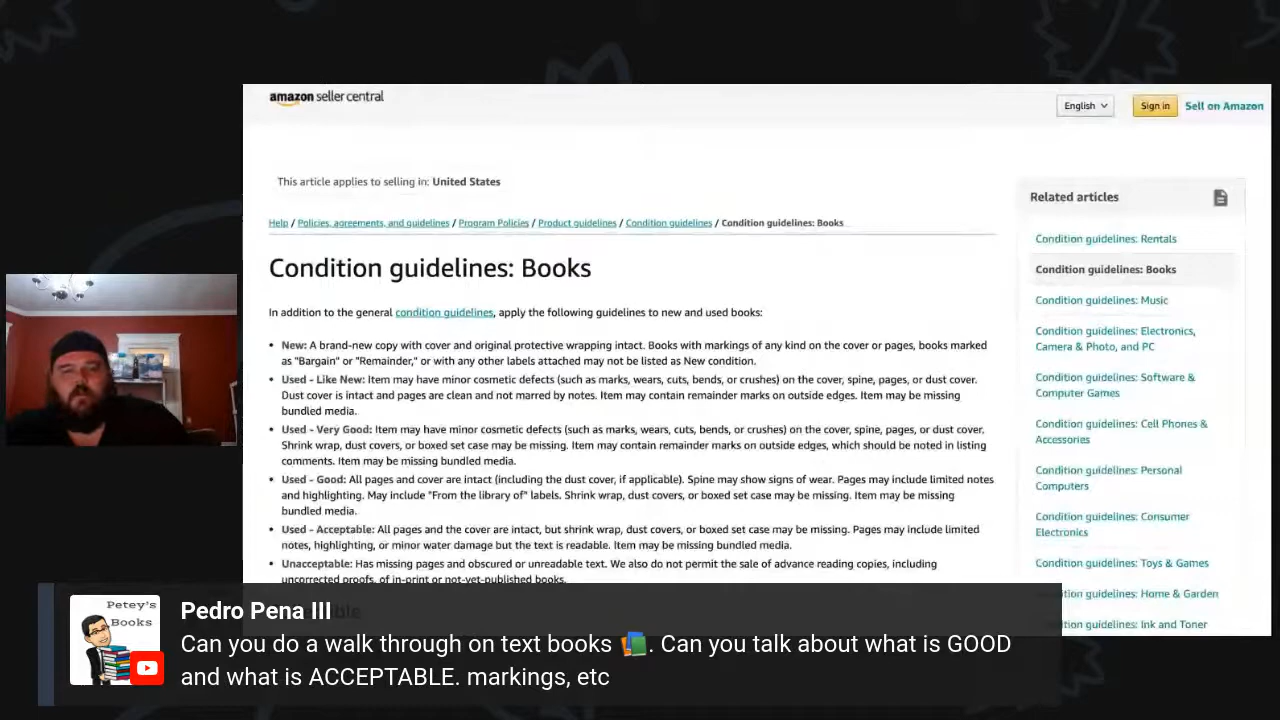 amazon seller central
English
Sign in
Sell on Amazon
This article applies to selling in: United States
Help / Policies, agreements, and guidelines / Program Policies / Product guidelines / Condition guidelines / Condition guidelines: Books
Condition guidelines: Books
In addition to the general condition guidelines, apply the following guidelines to new and used books:
• New: A brand-new copy with cover and original protective wrapping intact. Books with markings of any kind on the cover or pages, books marked
as "Bargain" or "Remainder," or with any other labels attached may not be listed as New condition.
• Used - Like New: Item may have minor cosmetic defects (such as marks, wears, cuts, bends, or crushes) on the cover, spine, pages, or dust cover.
Dust cover is intact and pages are clean and not marred by notes. Item may contain remainder marks on outside edges. Item may be missing
bundled media.
• Used - Very Good: Item may have minor cosmetic defects (such as marks, wears, cuts, bends, or crushes) on the cover, spine, pages, or dust cover.
Shrink wrap, dust covers, or boxed set case may be missing. Item may contain remainder marks on outside edges, which should be noted in listing
comments. Item may be missing bundled media.
• Used - Good: All pages and cover are intact (including the dust cover, if applicable). Spine may show signs of wear. Pages may include limited notes
and highlighting. May include "From the library of" labels. Shrink wrap, dust covers, or boxed set case may be missing. Item may be missing
bundled media.
• Used - Acceptable: All pages and the cover are intact, but shrink wrap, dust covers, or boxed set case may be missing. Pages may include limited
notes, highlighting, or minor water damage but the text is readable. Item may be missing bundled media.
• Unacceptable: Has missing pages and obscured or unreadable text. We also do not permit the sale of advance reading copies, including
uncorrected proofs, of in-print or not-yet-published books.
Related articles
Condition guidelines: Rentals
Condition guidelines: Books
Condition guidelines: Music
Condition guidelines: Electronics,
Camera & Photo, and PC
Condition guidelines: Software &
Computer Games
Condition guidelines: Cell Phones &
Accessories
Condition guidelines: Personal
Computers
Condition guidelines: Consumer
Electronics
Condition guidelines: Toys & Games
guidelines: Home & Garden
guidelines: Ink and Toner
Petey's
Books
Pedro Pena III
Can you do a walk through on text books 📚. Can you talk about what is GOOD
and what is ACCEPTABLE. markings, etc